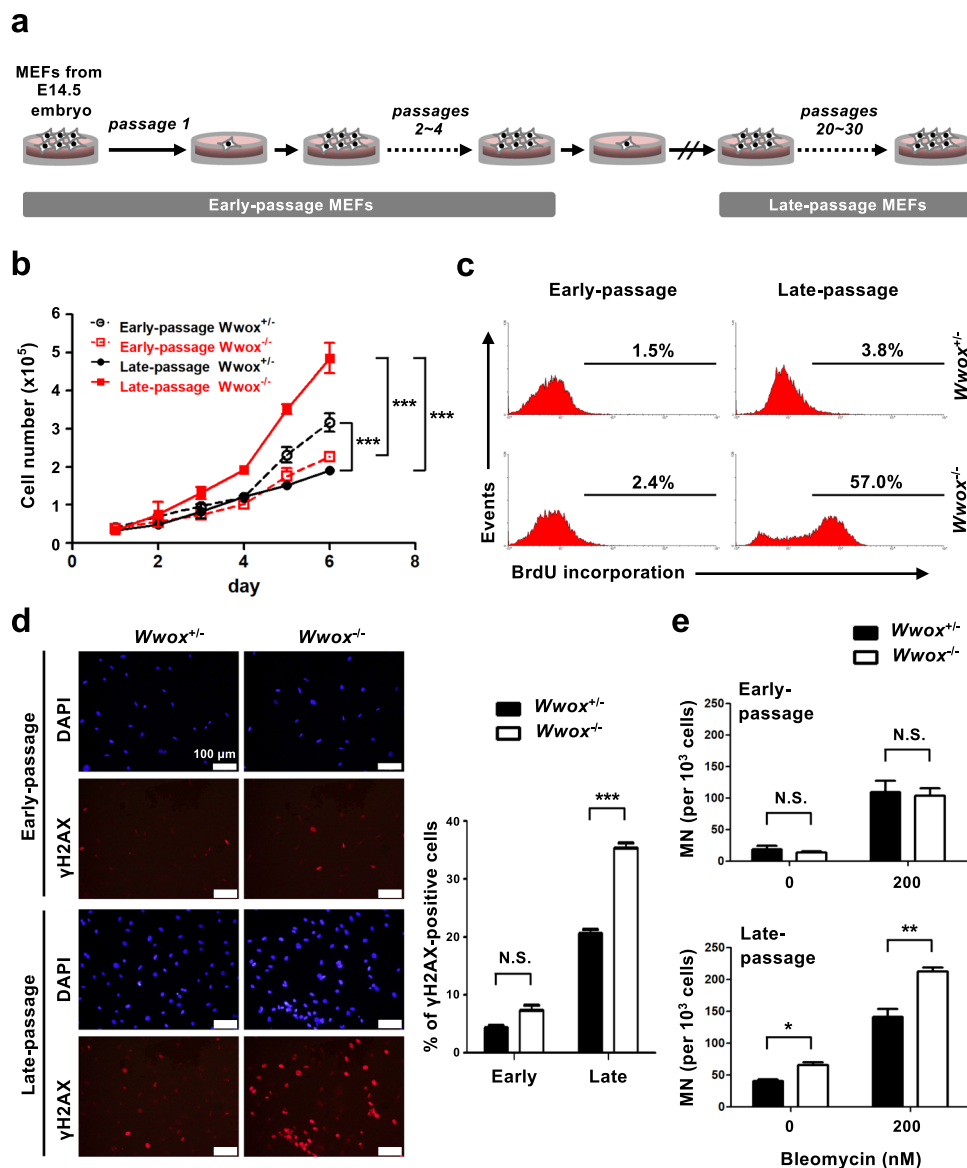 a
MEFs from
E14.5
embryo
passage 1
passages
2~4
passages
20~30
Early-passage MEFs
Late-passage MEFs
b
Cell number (x10⁵)
6
5
4
3
2
1
0
Early-passage Wwox⁺/⁻
Early-passage Wwox⁻/⁻
Late-passage Wwox⁺/⁻
Late-passage Wwox⁻/⁻
***
***
***
0
2
4
6
8
day
c
Early-passage
Late-passage
1.5%
3.8%
Wwox⁺/⁻
2.4%
57.0%
Wwox⁻/⁻
Events
BrdU incorporation
d
Wwox⁺/⁻
Wwox⁻/⁻
Early-passage
DAPI
100 μm
γH2AX
Late-passage
DAPI
γH2AX
Wwox⁺/⁻
Wwox⁻/⁻
% of γH2AX-positive cells
40
30
20
10
0
N.S.
***
Early
Late
e
Wwox⁺/⁻
Wwox⁻/⁻
Early-
passage
MN (per 10³ cells)
250
200
150
100
50
0
N.S.
N.S.
0
200
Late-
passage
MN (per 10³ cells)
250
200
150
100
50
0
*
**
0
200
Bleomycin (nM)